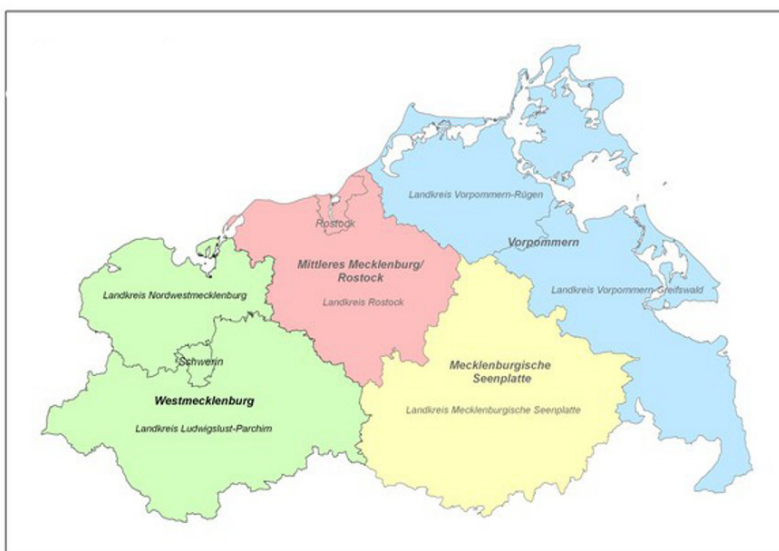 Landkreis Vorpommern-Rügen
Rostock
Vorpommern
Mittleres Mecklenburg/
Rostock
Landkreis Nordwestmecklenburg
Landkreis Rostock
Landkreis Vorpommern-Greifswald
Schwerin
Mecklenburgische
Seenplatte
Westmecklenburg
Landkreis Mecklenburgische Seenplatte
Landkreis Ludwigslust-Parchim